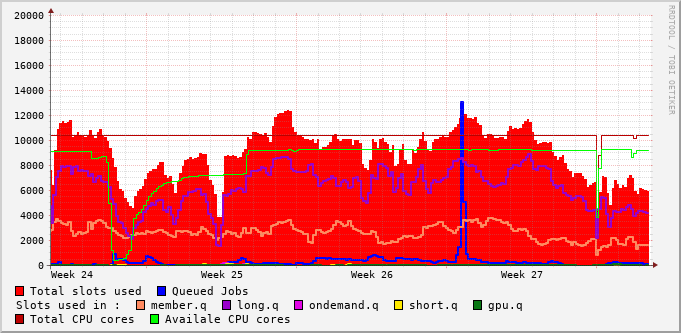 20000
18000
16000
14000
12000
10000
8000
6000
4000
2000
0
Week 24 Week 25 Week 26 Week 27
RRDTOOL / TOBI OETIKER
Total slots used Queued Jobs
Slots used in : member.q long.q ondemand.q short.q gpu.q
Total CPU cores Availale CPU cores